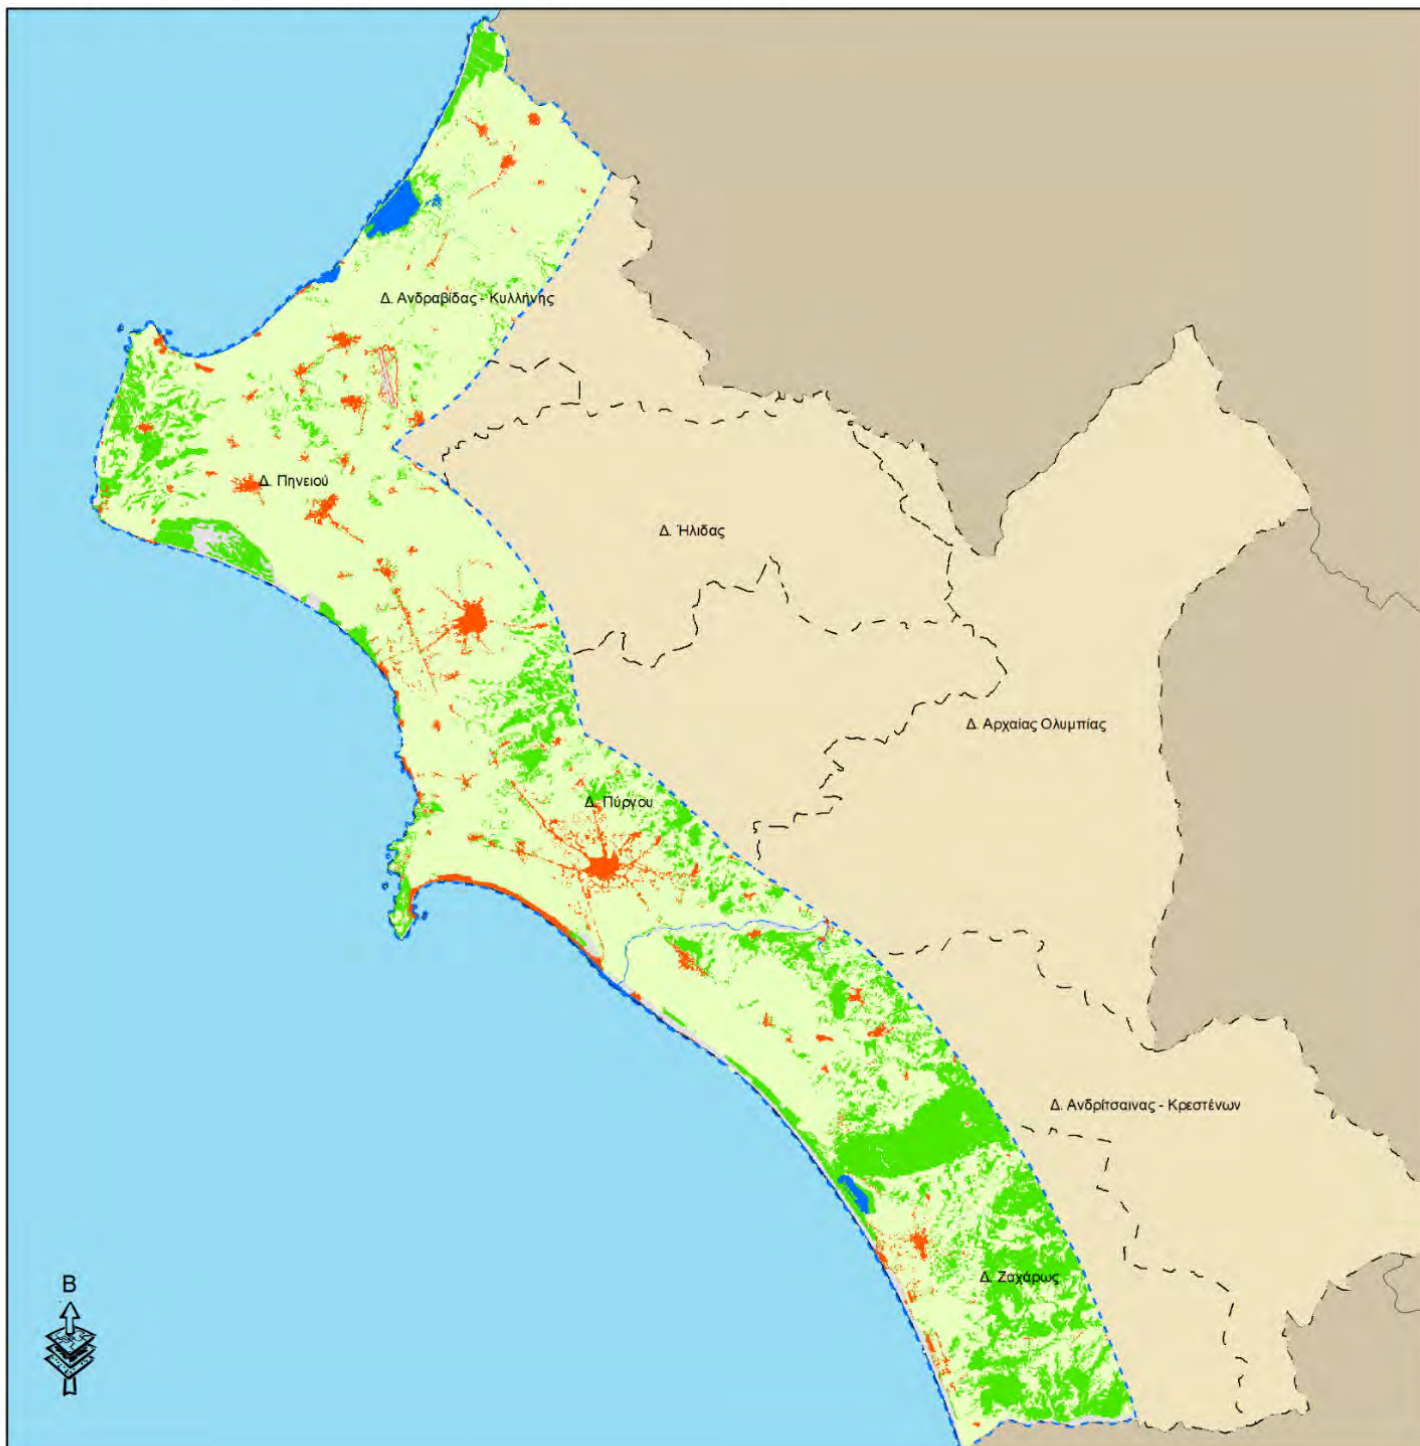 Δ. Ανδραβίδας - Κυλλήνης
Δ. Πηνειού
Δ. Ήλιδας
Δ. Αρχαίας Ολυμπίας
Δ. Πύργου
Δ. Ανδρίτσαινας - Κρεστένων
Δ. Ζαχάρως
Β